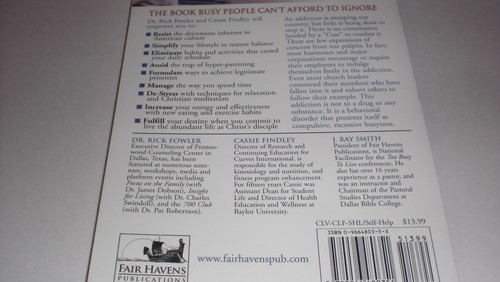 THE BOOK BUSY PEOPLE CAN'T AFFORD TO IGNORE
Dr. Rick Fowler and Cassie Findley will
empower you to:
Resist the depravness inherent in
American culture
Simplify your lifestyle to restore balance
Eliminate habits and activities that crowd
your daily schedule
Avoid the trap of hyper-parenting
Formulate ways to achieve legitimate
priorities
Manage the way you spend time
De-Stress with techniques for relaxation
and Christian meditation
Increase your energy and effectiveness
with new eating and exercise habits
Fulfill your destiny when you commit to
live the abundant life as Christ's disciple
An addiction is sweeping our
country; but little is being done to
stop it. There is no commission
headed by a "Czar" to combat it.
There are few expressions of
concern from our pulpits. In fact,
most businesses and major
corporations encourage or require
their employees to indulge
themselves freely in the addiction.
Even most church leaders
commend their members who have
fallen into it and exhort others to
follow their example. This
addiction is not to a drug or any
substance. It is a behavioral
disorder that presents itself as
compulsive, excessive busyness.
DR. RICK FOWLER
Executive Director of Preston-
wood Counseling Center in
Dallas, Texas, has been
featured at numerous semi-
nars, workshops, media and
platform events including
Focus on the Family (with
Dr. James Dobson), Insight
for Living (with Dr. Charles
Swindoll), and the 700 Club
(with Dr. Pat Robertson).
CASSIE FINDLEY
Director of Research and
Continuing Education for
Curves International, is
responsible for the study
of kinesiology and nutrition, and
fitness program enhancement.
For fifteen years Cassie was
Assistant Dean for Student
Life and Director of Health
Education and Wellness at
Baylor University.
J. RAY SMITH
President of Fair Havens
Publications, is National
Facilitator for the Too Busy
To Live conferences. He
also has over 16 years
experience as a pastor, and
was an instructor and
Chairman of the Pastoral
Studies Department at
Dallas Bible College.
CLV-CLF-SHL/Self-Help $13.99
ISBN 0-9664803-5-X
51399
www.fairhavenspub.com
FAIR HAVENS
PUBLICATIONS